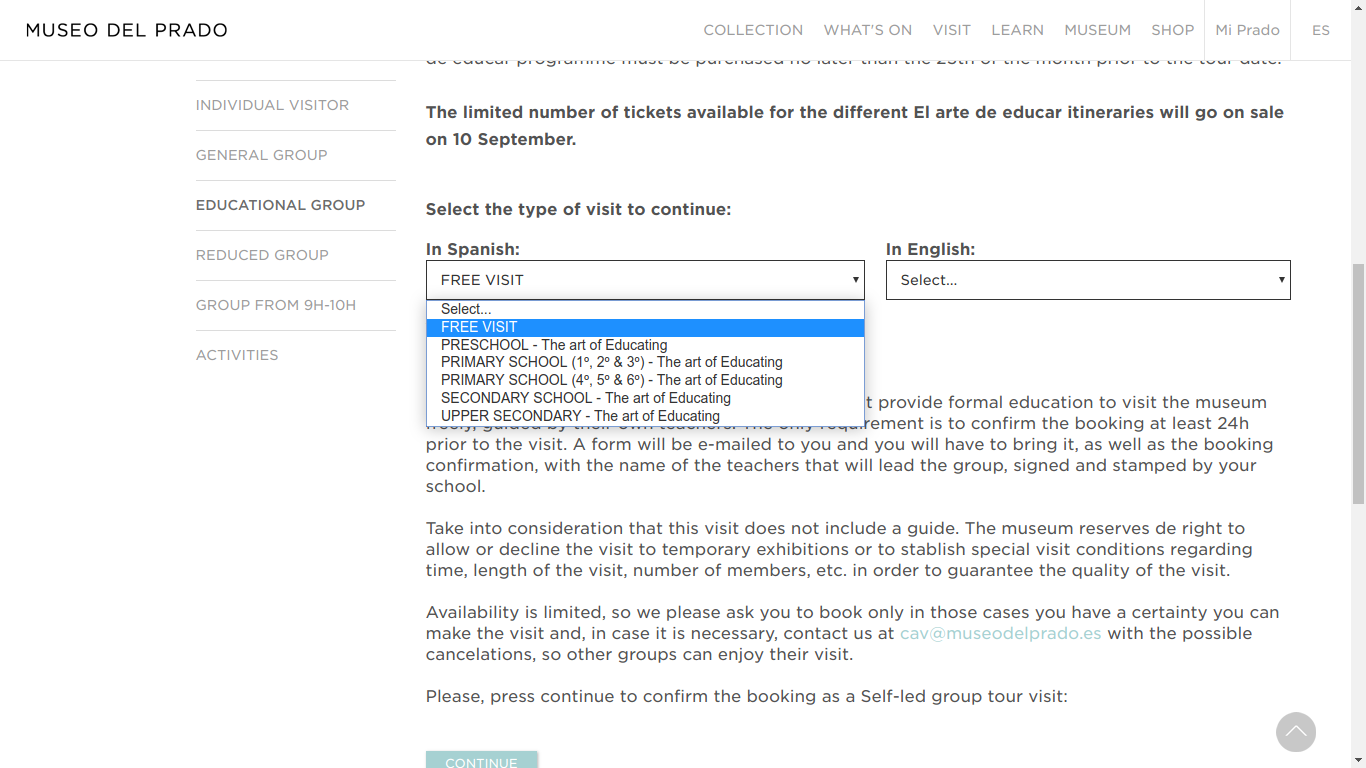 MUSEO DEL PRADO
COLLECTION WHAT'S ON VISIT LEARN MUSEUM SHOP Mi Prado ES
de educar programme must be purchased no later than the 25th of the month prior to the tour date.
INDIVIDUAL VISITOR
GENERAL GROUP
EDUCATIONAL GROUP
REDUCED GROUP
GROUP FROM 9H-10H
ACTIVITIES
The limited number of tickets available for the different El arte de educar itineraries will go on sale
on 10 September.
Select the type of visit to continue:
In Spanish:
FREE VISIT
Select...
FREE VISIT
PRESCHOOL - The art of Educating
PRIMARY SCHOOL (1º, 2º & 3º) - The art of Educating
PRIMARY SCHOOL (4º, 5º & 6º) - The art of Educating
SECONDARY SCHOOL - The art of Educating
UPPER SECONDARY - The art of Educating
In English:
Select...
provide formal education to visit the museum
guided by their own teachers. The only requirement is to confirm the booking at least 24h
prior to the visit. A form will be e-mailed to you and you will have to bring it, as well as the booking
confirmation, with the name of the teachers that will lead the group, signed and stamped by your
school.
Take into consideration that this visit does not include a guide. The museum reserves de right to
allow or decline the visit to temporary exhibitions or to stablish special visit conditions regarding
time, length of the visit, number of members, etc. in order to guarantee the quality of the visit.
Availability is limited, so we please ask you to book only in those cases you have a certainty you can
make the visit and, in case it is necessary, contact us at cav@museodelprado.es with the possible
cancelations, so other groups can enjoy their visit.
Please, press continue to confirm the booking as a Self-led group tour visit:
CONTINUE